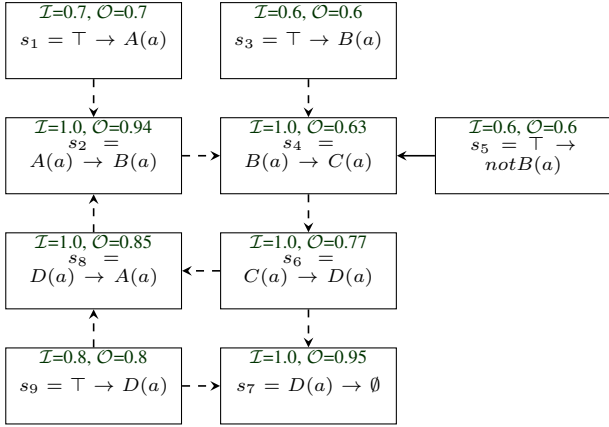 𝓘=0.7, 𝓞=0.7
s₁ = ⊤ → A(a)
𝓘=0.6, 𝓞=0.6
s₃ = ⊤ → B(a)
𝓘=1.0, 𝓞=0.94
s₂ =
A(a) → B(a)
𝓘=1.0, 𝓞=0.63
s₄ =
B(a) → C(a)
𝓘=0.6, 𝓞=0.6
s₅ = ⊤ →
notB(a)
𝓘=1.0, 𝓞=0.85
s₈ =
D(a) → A(a)
𝓘=1.0, 𝓞=0.77
s₆ =
C(a) → D(a)
𝓘=0.8, 𝓞=0.8
s₉ = ⊤ → D(a)
𝓘=1.0, 𝓞=0.95
s₇ = D(a) → ∅